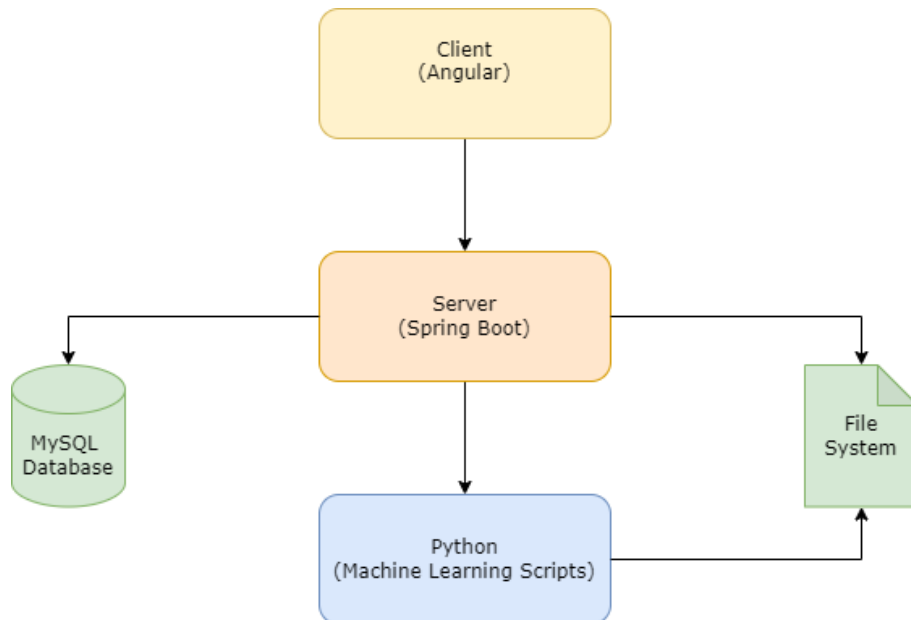 Client
(Angular)
Server
(Spring Boot)
MySQL
Database
File
System
Python
(Machine Learning Scripts)